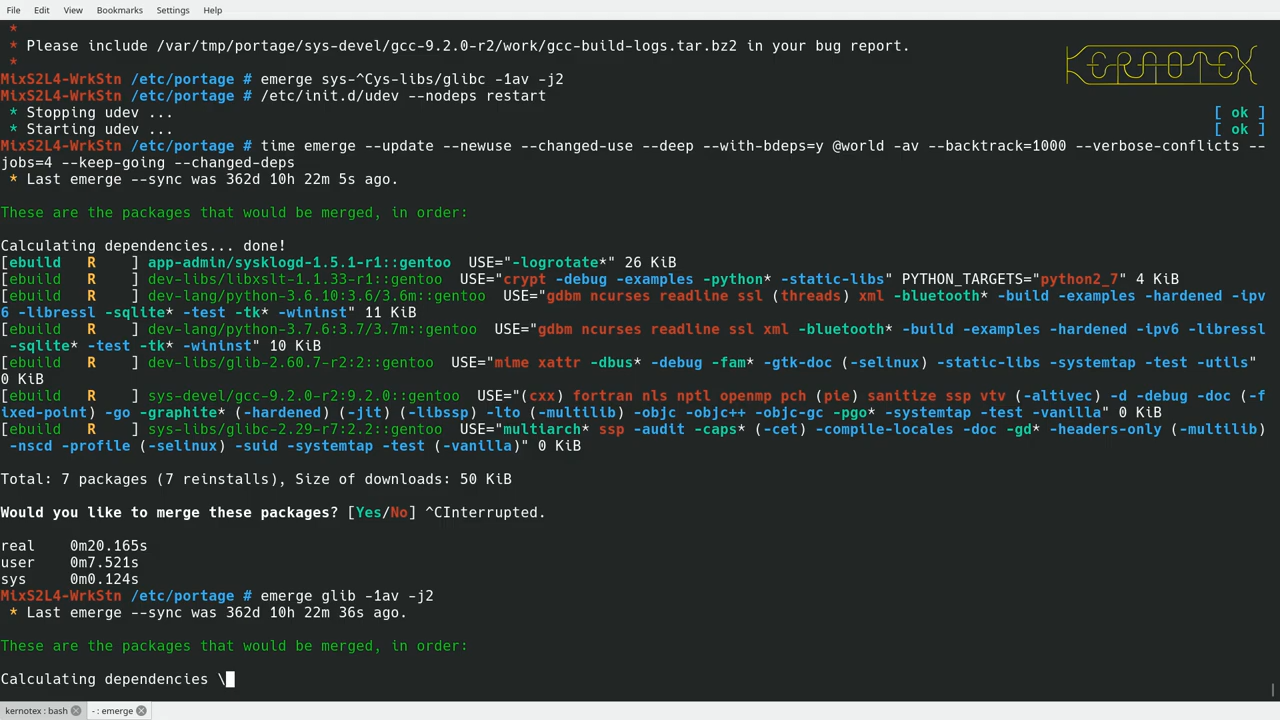 File Edit View Bookmarks Settings Help
*
* Please include /var/tmp/portage/sys-devel/gcc-9.2.0-r2/work/gcc-build-logs.tar.bz2 in your bug report.
*
KERNOTEX
MixS2L4-WrkStn /etc/portage # emerge sys-^Cys-libs/glibc -1av -j2
MixS2L4-WrkStn /etc/portage # /etc/init.d/udev --nodeps restart
* Stopping udev ... [ ok ]
* Starting udev ... [ ok ]
MixS2L4-WrkStn /etc/portage # time emerge --update --newuse --changed-use --deep --with-bdeps=y @world -av --backtrack=1000 --verbose-conflicts --
jobs=4 --keep-going --changed-deps
* Last emerge --sync was 362d 10h 22m 5s ago.
These are the packages that would be merged, in order:
Calculating dependencies... done!
[ebuild   R    ] app-admin/sysklogd-1.5.1-r1::gentoo  USE="-logrotate*" 26 KiB
[ebuild   R    ] dev-libs/libxslt-1.1.33-r1::gentoo  USE="crypt -debug -examples -python* -static-libs" PYTHON_TARGETS="python2_7" 4 KiB
[ebuild   R    ] dev-lang/python-3.6.10:3.6/3.6m::gentoo  USE="gdbm ncurses readline ssl (threads) xml -bluetooth* -build -examples -hardened -ipv
6 -libressl -sqlite* -test -tk* -wininst" 11 KiB
[ebuild   R    ] dev-lang/python-3.7.6:3.7/3.7m::gentoo  USE="gdbm ncurses readline ssl xml -bluetooth* -build -examples -hardened -ipv6 -libressl
-sqlite* -test -tk* -wininst" 10 KiB
[ebuild   R    ] dev-libs/glib-2.60.7-r2:2::gentoo  USE="mime xattr -dbus* -debug -fam* -gtk-doc (-selinux) -static-libs -systemtap -test -utils"
0 KiB
[ebuild   R    ] sys-devel/gcc-9.2.0-r2:9.2.0::gentoo  USE="(cxx) fortran nls nptl openmp pch (pie) sanitize ssp vtv (-altivec) -d -debug -doc (-f
ixed-point) -go -graphite* (-hardened) (-jit) (-libssp) -lto (-multilib) -objc -objc++ -objc-gc -pgo* -systemtap -test -vanilla" 0 KiB
[ebuild   R    ] sys-libs/glibc-2.29-r7:2.2::gentoo  USE="multiarch* ssp -audit -caps* (-cet) -compile-locales -doc -gd* -headers-only (-multilib)
-nscd -profile (-selinux) -suid -systemtap -test (-vanilla)" 0 KiB
Total: 7 packages (7 reinstalls), Size of downloads: 50 KiB
Would you like to merge these packages? [Yes/No] ^CInterrupted.
real    0m20.165s
user    0m7.521s
sys     0m0.124s
MixS2L4-WrkStn /etc/portage # emerge glib -1av -j2
* Last emerge --sync was 362d 10h 22m 36s ago.
These are the packages that would be merged, in order:
Calculating dependencies \
kernotex : bash
- : emerge